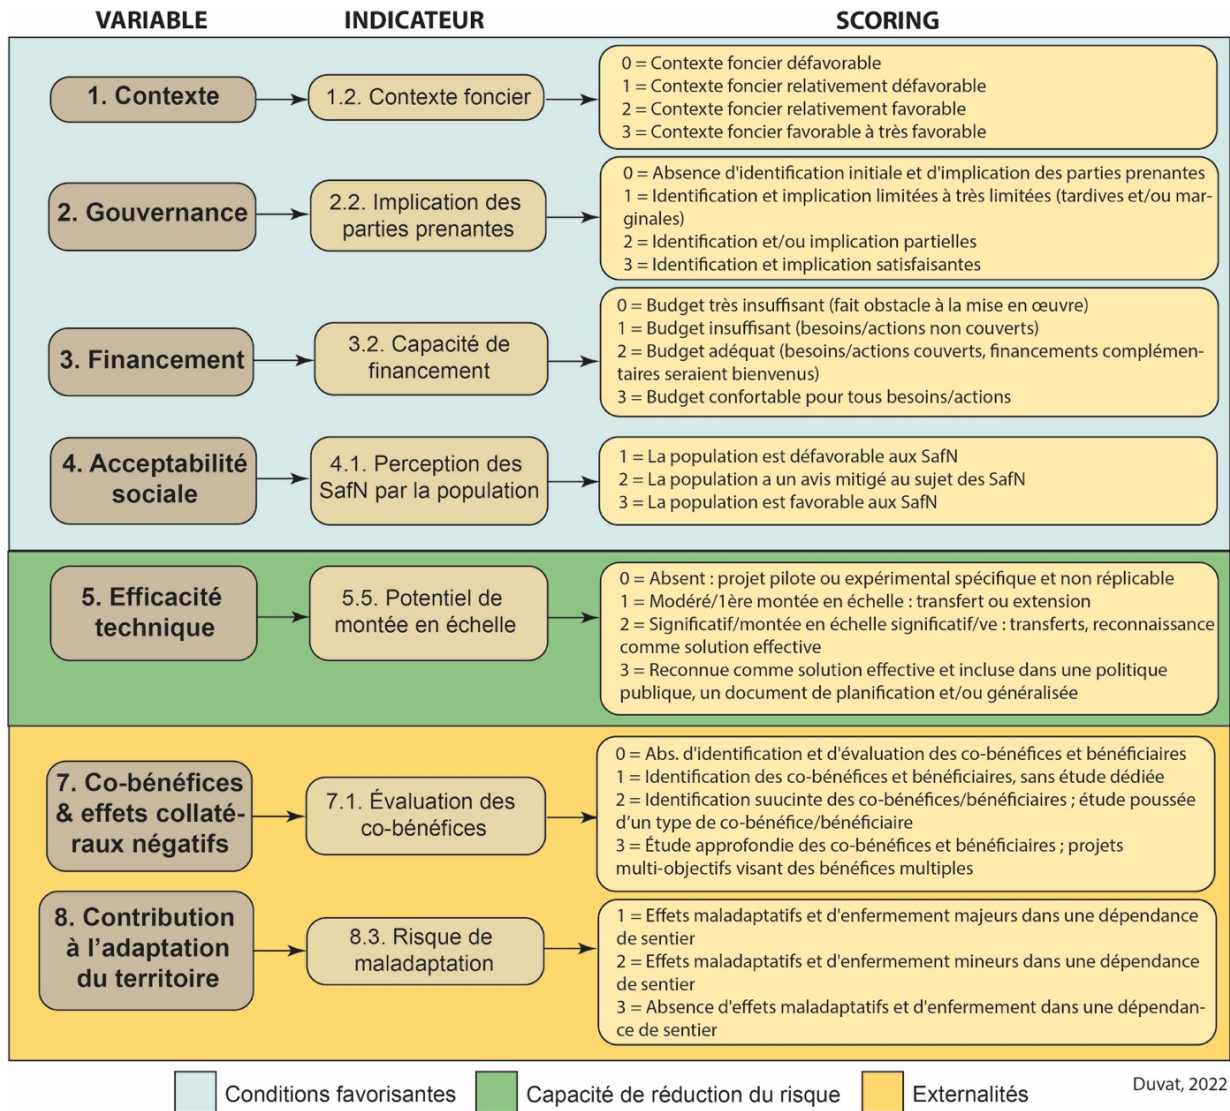 VARIABLE
INDICATEUR
SCORING
1. Contexte
1.2. Contexte foncier
0 = Contexte foncier défavorable
1 = Contexte foncier relativement défavorable
2 = Contexte foncier relativement favorable
3 = Contexte foncier favorable à très favorable
2. Gouvernance
2.2. Implication des
parties prenantes
0 = Absence d'identification initiale et d'implication des parties prenantes
1 = Identification et implication limitées à très limitées (tardives et/ou mar-
ginales)
2 = Identification et/ou implication partielles
3 = Identification et implication satisfaisantes
3. Financement
3.2. Capacité de
financement
0 = Budget très insuffisant (fait obstacle à la mise en œuvre)
1 = Budget insuffisant (besoins/actions non couverts)
2 = Budget adéquat (besoins/actions couverts, financements complémen-
taires seraient bienvenus)
3 = Budget confortable pour tous besoins/actions
4. Acceptabilité
sociale
4.1. Perception des
SafN par la population
1 = La population est défavorable aux SafN
2 = La population a un avis mitigé au sujet des SafN
3 = La population est favorable aux SafN
5. Efficacité
technique
5.5. Potentiel de
montée en échelle
0 = Absent : projet pilote ou expérimental spécifique et non réplicable
1 = Modéré/1ère montée en échelle : transfert ou extension
2 = Significatif/montée en échelle significatif/ve : transferts, reconnaissance
comme solution effective
3 = Reconnue comme solution effective et incluse dans une politique
publique, un document de planification et/ou généralisée
7. Co-bénéfices
& effets collaté-
raux négatifs
7.1. Évaluation des
co-bénéfices
0 = Abs. d'identification et d'évaluation des co-bénéfices et bénéficiaires
1 = Identification des co-bénéfices et bénéficiaires, sans étude dédiée
2 = Identification suucinte des co-bénéfices/bénéficiaires ; étude poussée
d'un type de co-bénéfice/bénéficiaire
3 = Étude approfondie des co-bénéfices et bénéficiaires ; projets
multi-objectifs visant des bénéfices multiples
8. Contribution
à l'adaptation
du territoire
8.3. Risque de
maladaptation
1 = Effets maladaptatifs et d'enfermement majeurs dans une dépendance
de sentier
2 = Effets maladaptatifs et d'enfermement mineurs dans une dépendance
de sentier
3 = Absence d'effets maladaptatifs et d'enfermement dans une dépendan-
ce de sentier
Conditions favorisantes
Capacité de réduction du risque
Externalités
Duvat, 2022